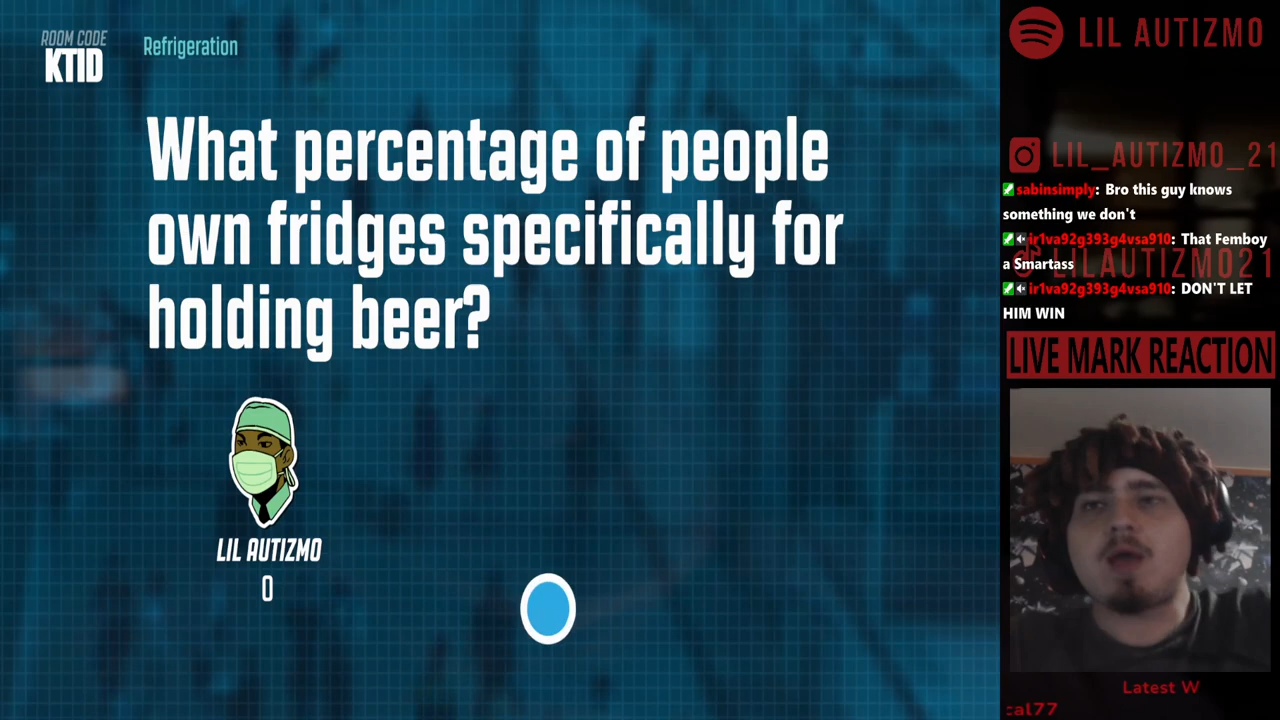 ROOM CODE
KTID
Refrigeration
What percentage of people
own fridges specifically for
holding beer?
LIL AUTIZMO
0
LIL AUTIZMO
LIL_AUTIZMO_21
sabinsimply: Bro this guy knows
something we don't
ir1va92g393g4vsa910: That Femboy
a Smartass
LILAUTIZMO21
ir1va92g393g4vsa910: DON'T LET
HIM WIN
LIVE MARK REACTION
Latest W
cal77